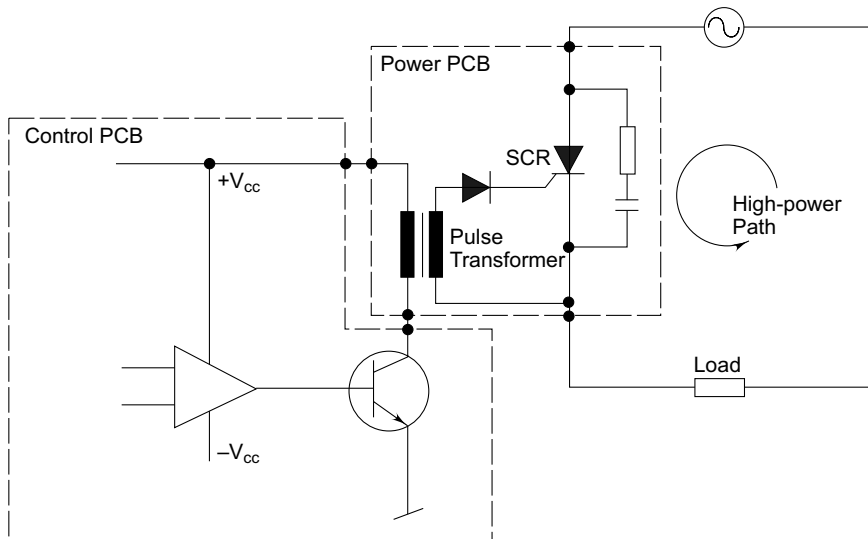 Power PCB
Control PCB
SCR
+Vcc
High-power
Path
Pulse
Transformer
Load
–Vcc